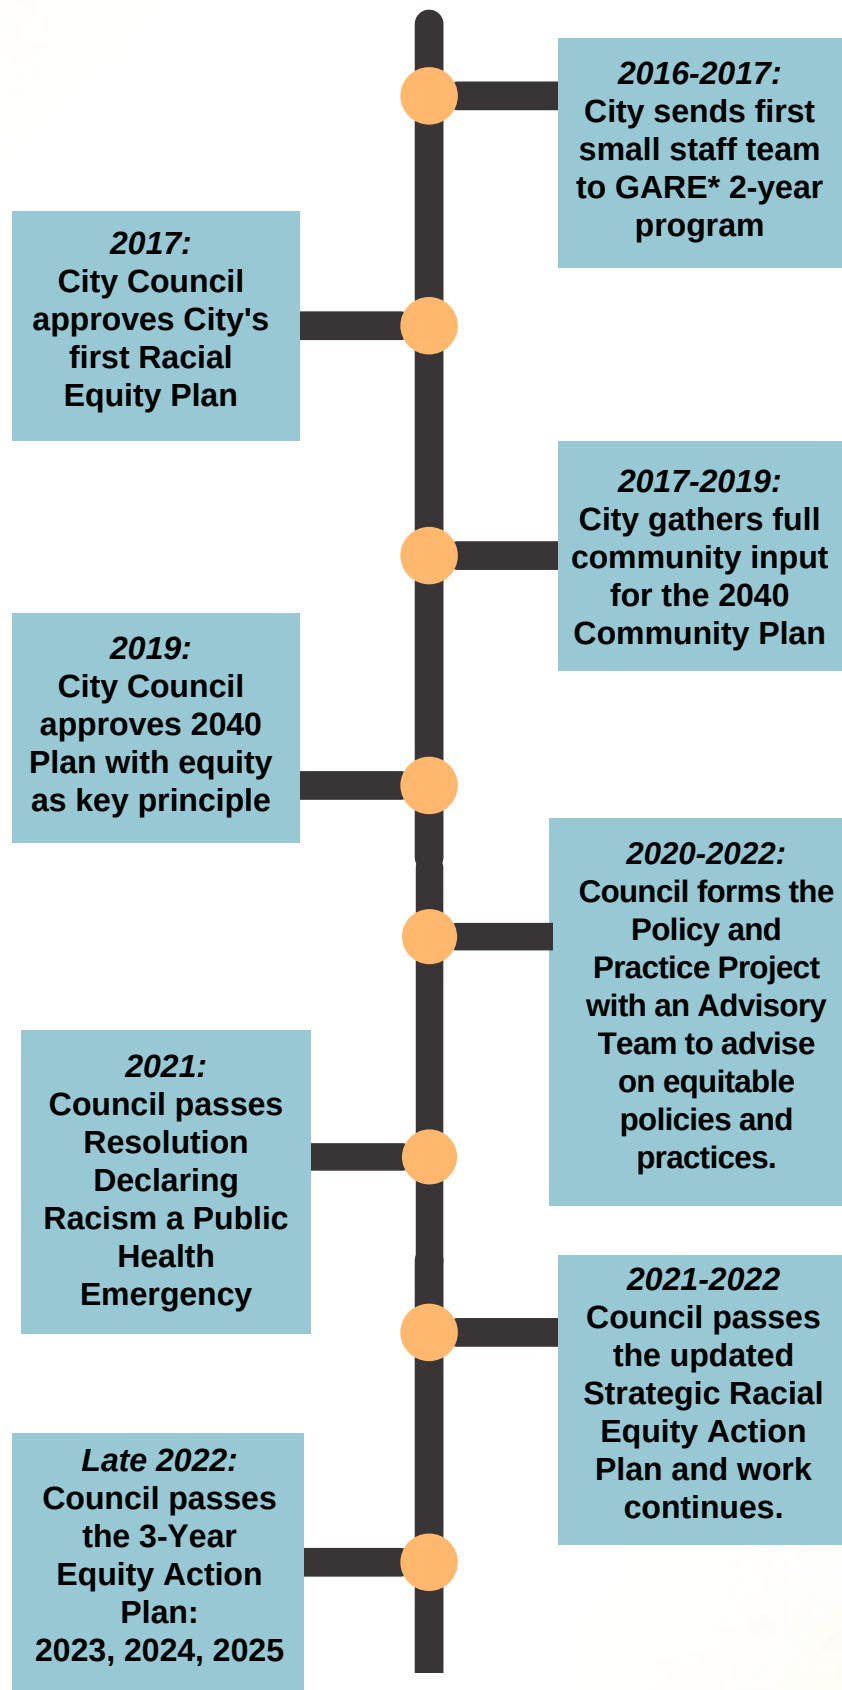 2016-2017:
City sends first
small staff team
to GARE* 2-year
program
2017:
City Council
approves City's
first Racial
Equity Plan
2017-2019:
City gathers full
community input
for the 2040
Community Plan
2019:
City Council
approves 2040
Plan with equity
as key principle
2020-2022:
Council forms the
Policy and
Practice Project
with an Advisory
Team to advise
on equitable
policies and
practices.
2021:
Council passes
Resolution
Declaring
Racism a Public
Health
Emergency
2021-2022
Council passes
the updated
Strategic Racial
Equity Action
Plan and work
continues.
Late 2022:
Council passes
the 3-Year
Equity Action
Plan:
2023, 2024, 2025